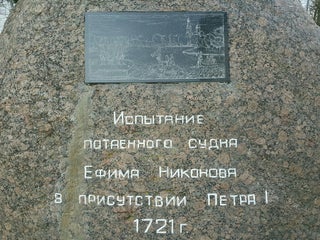 Испытание
потаенного судна
Ефима Никонова
в присутствии Петра I
1721 г.